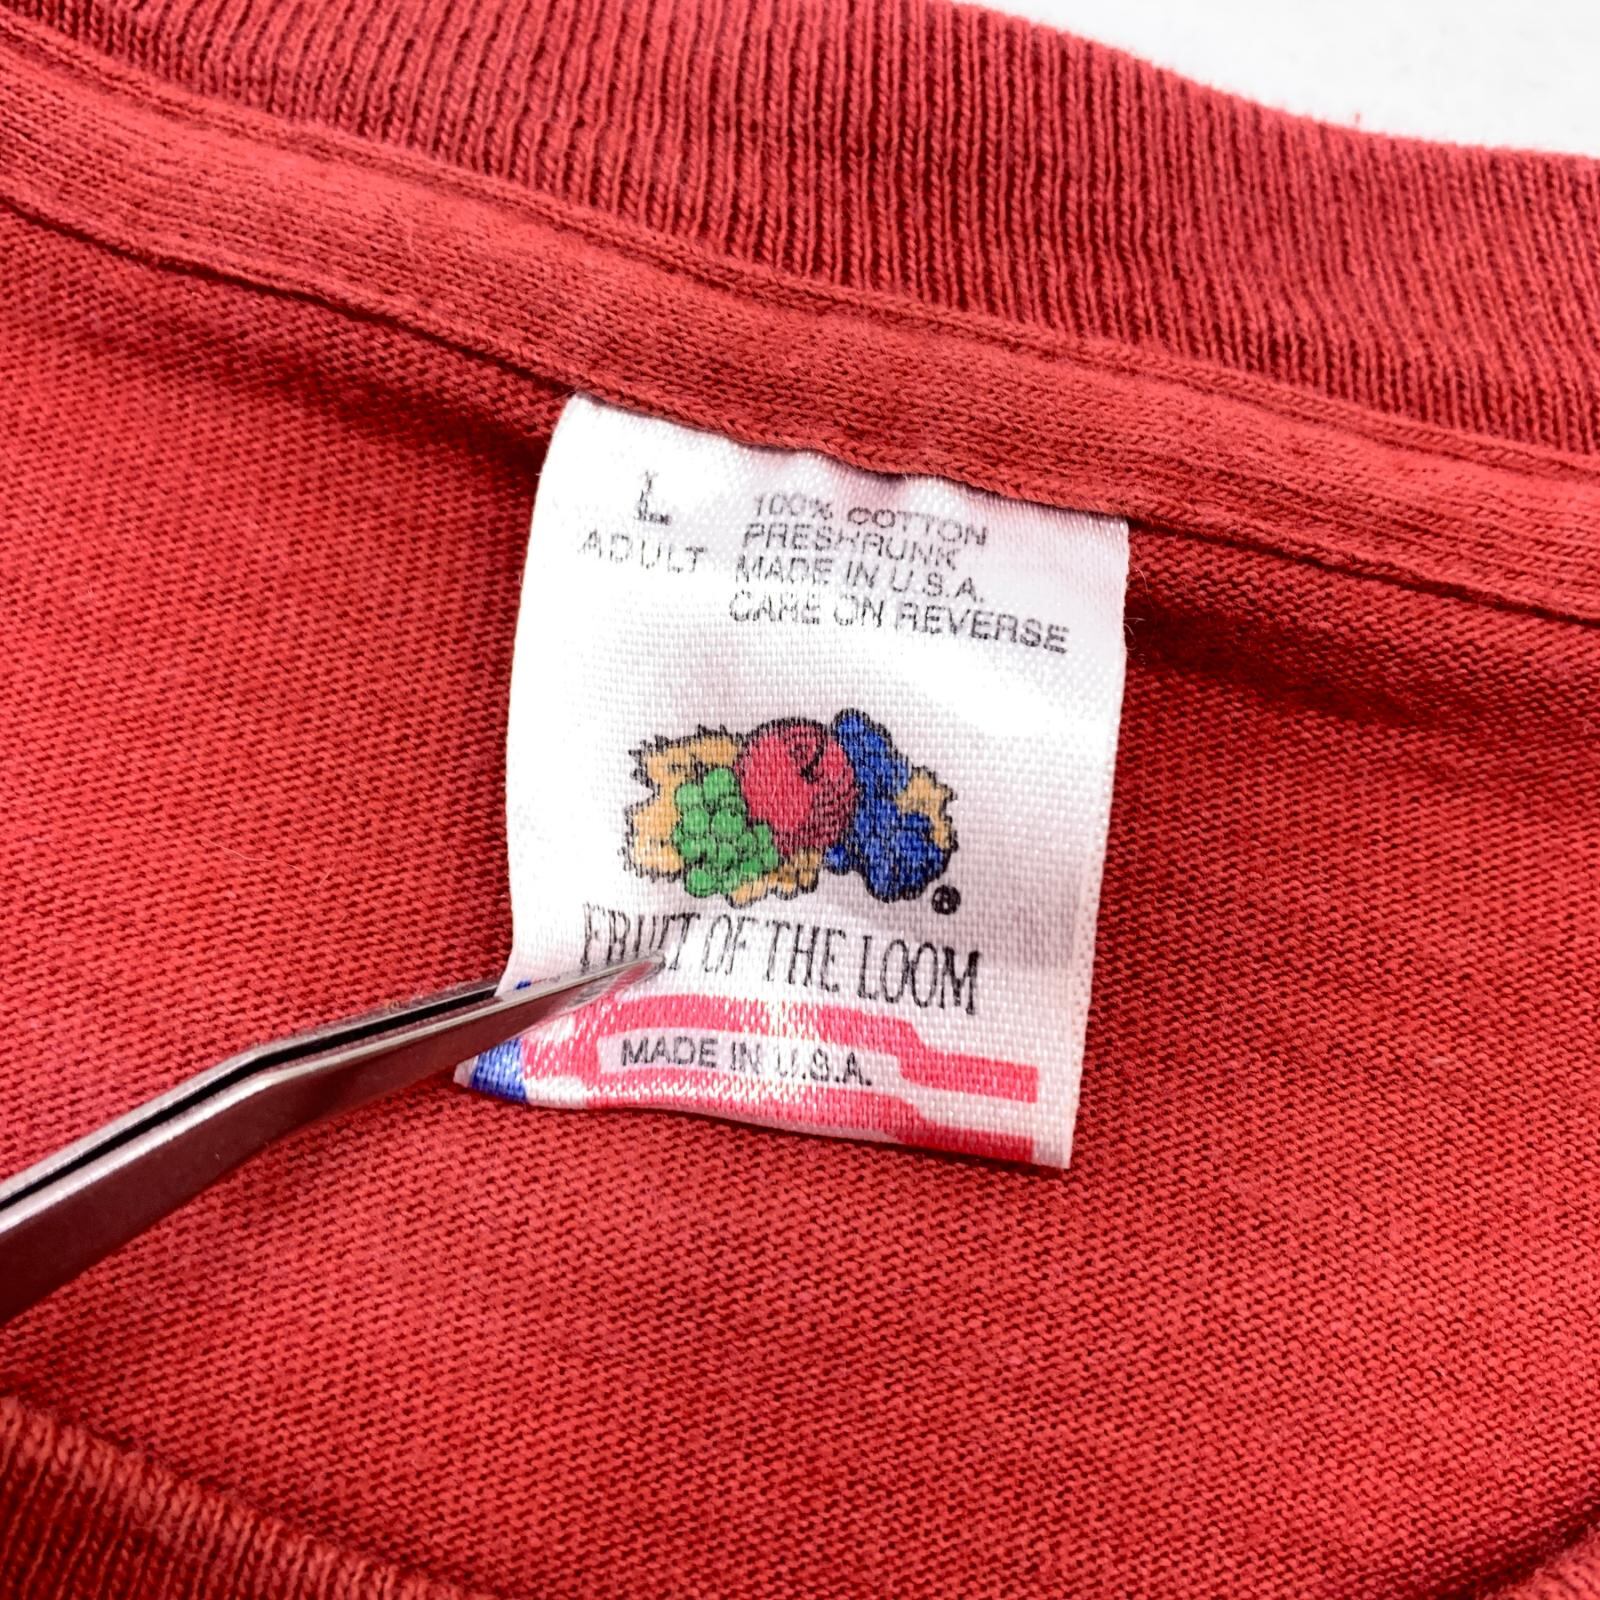 L
ADULT
100% COTTON
PRESHRUNK
MADE IN U.S.A.
CARE ON REVERSE
®
FRUIT OF THE LOOM
MADE IN U.S.A.